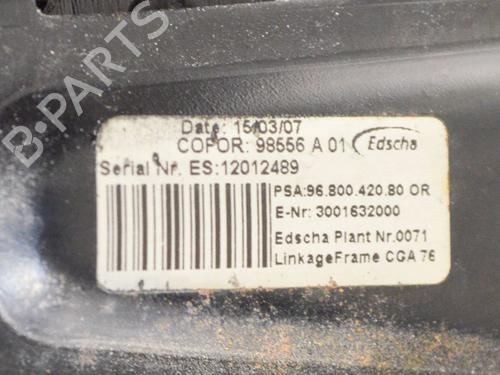 B-PARTS
Date: 15/03/07
COFOR: 98556 A 01 Edscha
Serial Nr. ES:12012489
PSA:96.800.420.80 OR
E-Nr: 3001632000
Edscha Plant Nr.0071
LinkageFrame CGA 76